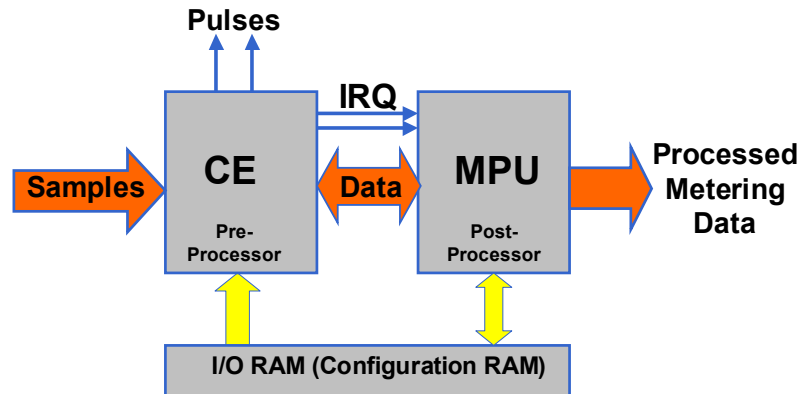 Pulses
IRQ
CE
MPU
Samples
Data
Processed
Metering
Data
Pre-
Processor
Post-
Processor
I/O RAM (Configuration RAM)